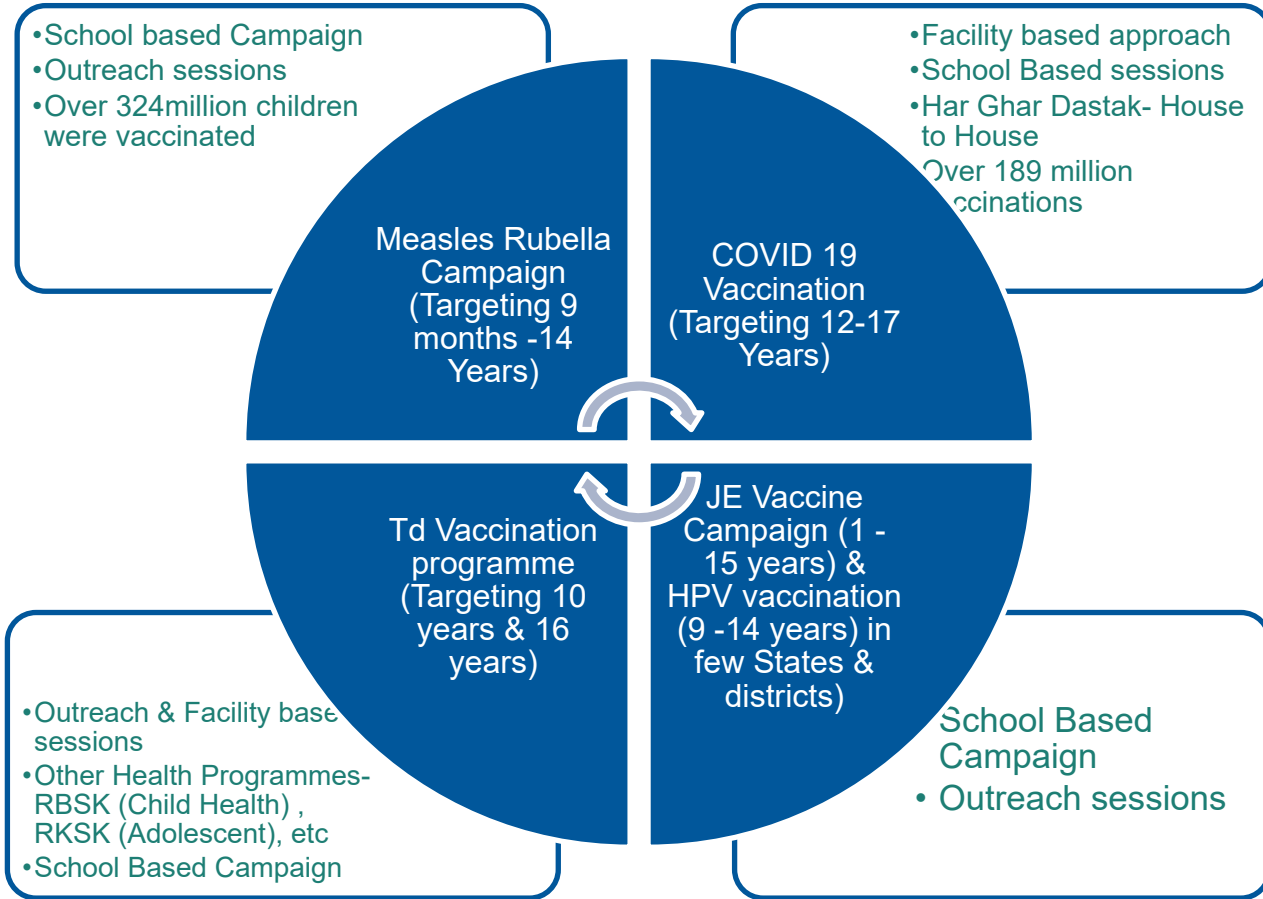 •School based Campaign
•Outreach sessions
•Over 324million children
were vaccinated
•Facility based approach
•School Based sessions
•Har Ghar Dastak- House
to House
Over 189 million
ccinations
Measles Rubella
Campaign
(Targeting 9
months -14
Years)
COVID 19
Vaccination
(Targeting 12-17
Years)
Td Vaccination
programme
(Targeting 10
years & 16
years)
JE Vaccine
Campaign (1 -
15 years) &
HPV vaccination
(9 -14 years) in
few States &
districts)
•Outreach & Facility base
sessions
•Other Health Programmes-
RBSK (Child Health) ,
RKSK (Adolescent), etc
•School Based Campaign
School Based
Campaign
• Outreach sessions